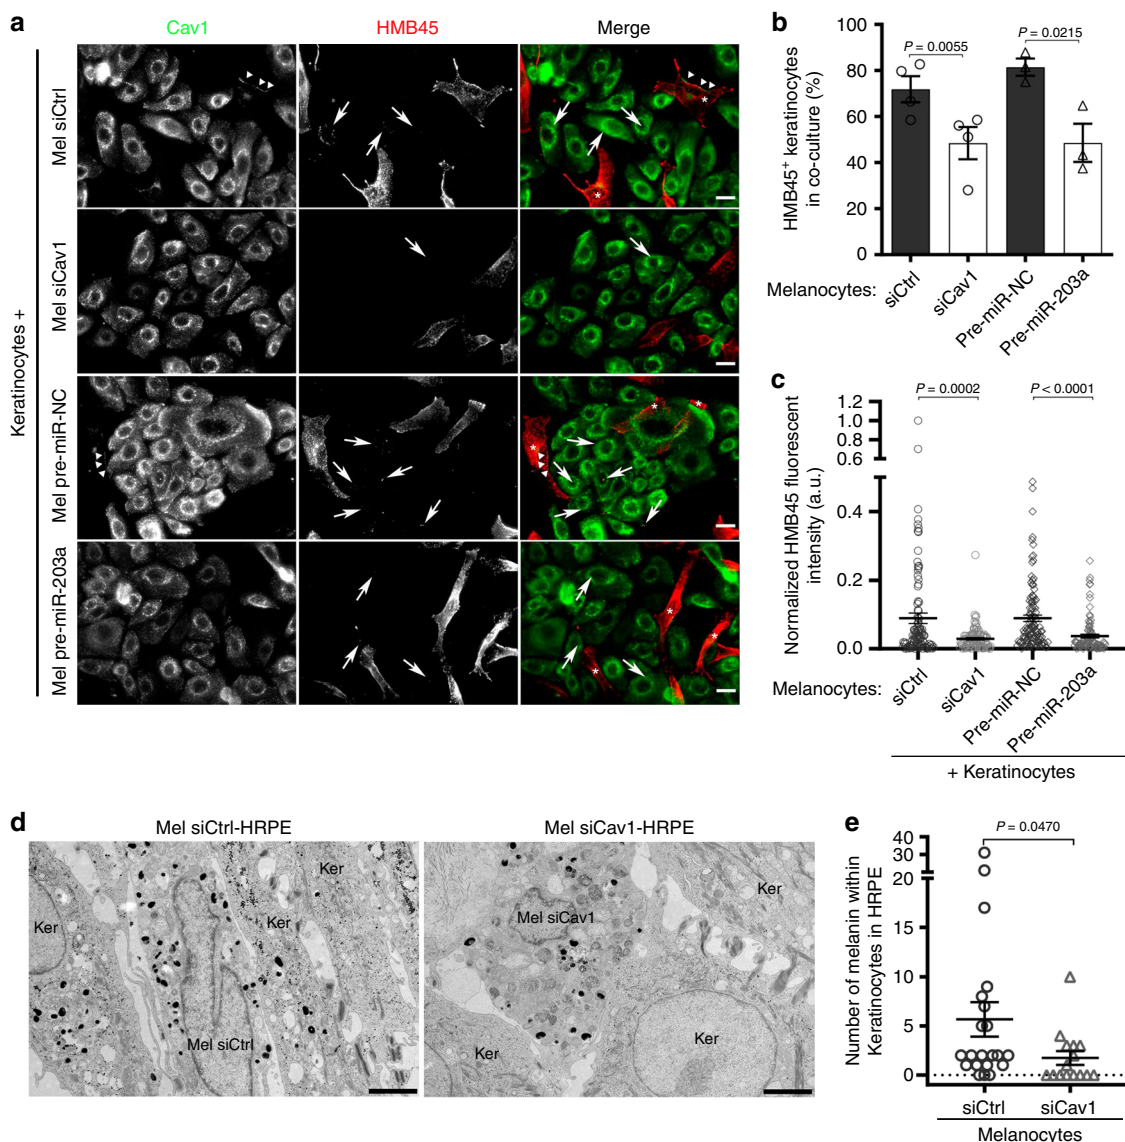 a
Cav1
HMB45
Merge
Keratinocytes +
Mel siCtrl
Mel siCav1
Mel pre-miR-NC
Mel pre-miR-203a
*
*
*
*
*
*
*
*
b
HMB45+ keratinocytes
in co-culture (%)
100
80
60
40
20
0
P = 0.0055
P = 0.0215
Melanocytes:
siCtrl
siCav1
Pre-miR-NC
Pre-miR-203a
c
Normalized HMB45 fluorescent
intensity (a.u.)
1.2
1.0
0.8
0.6
0.4
0.2
0.0
P = 0.0002
P < 0.0001
Melanocytes:
siCtrl
siCav1
Pre-miR-NC
Pre-miR-203a
+ Keratinocytes
d
Mel siCtrl-HRPE
Mel siCav1-HRPE
Ker
Ker
Ker
Mel siCtrl
Ker
Mel siCav1
Ker
Ker
e
Number of melanin within
Keratinocytes in HRPE
40
30
20
15
10
5
0
P = 0.0470
siCtrl
siCav1
Melanocytes